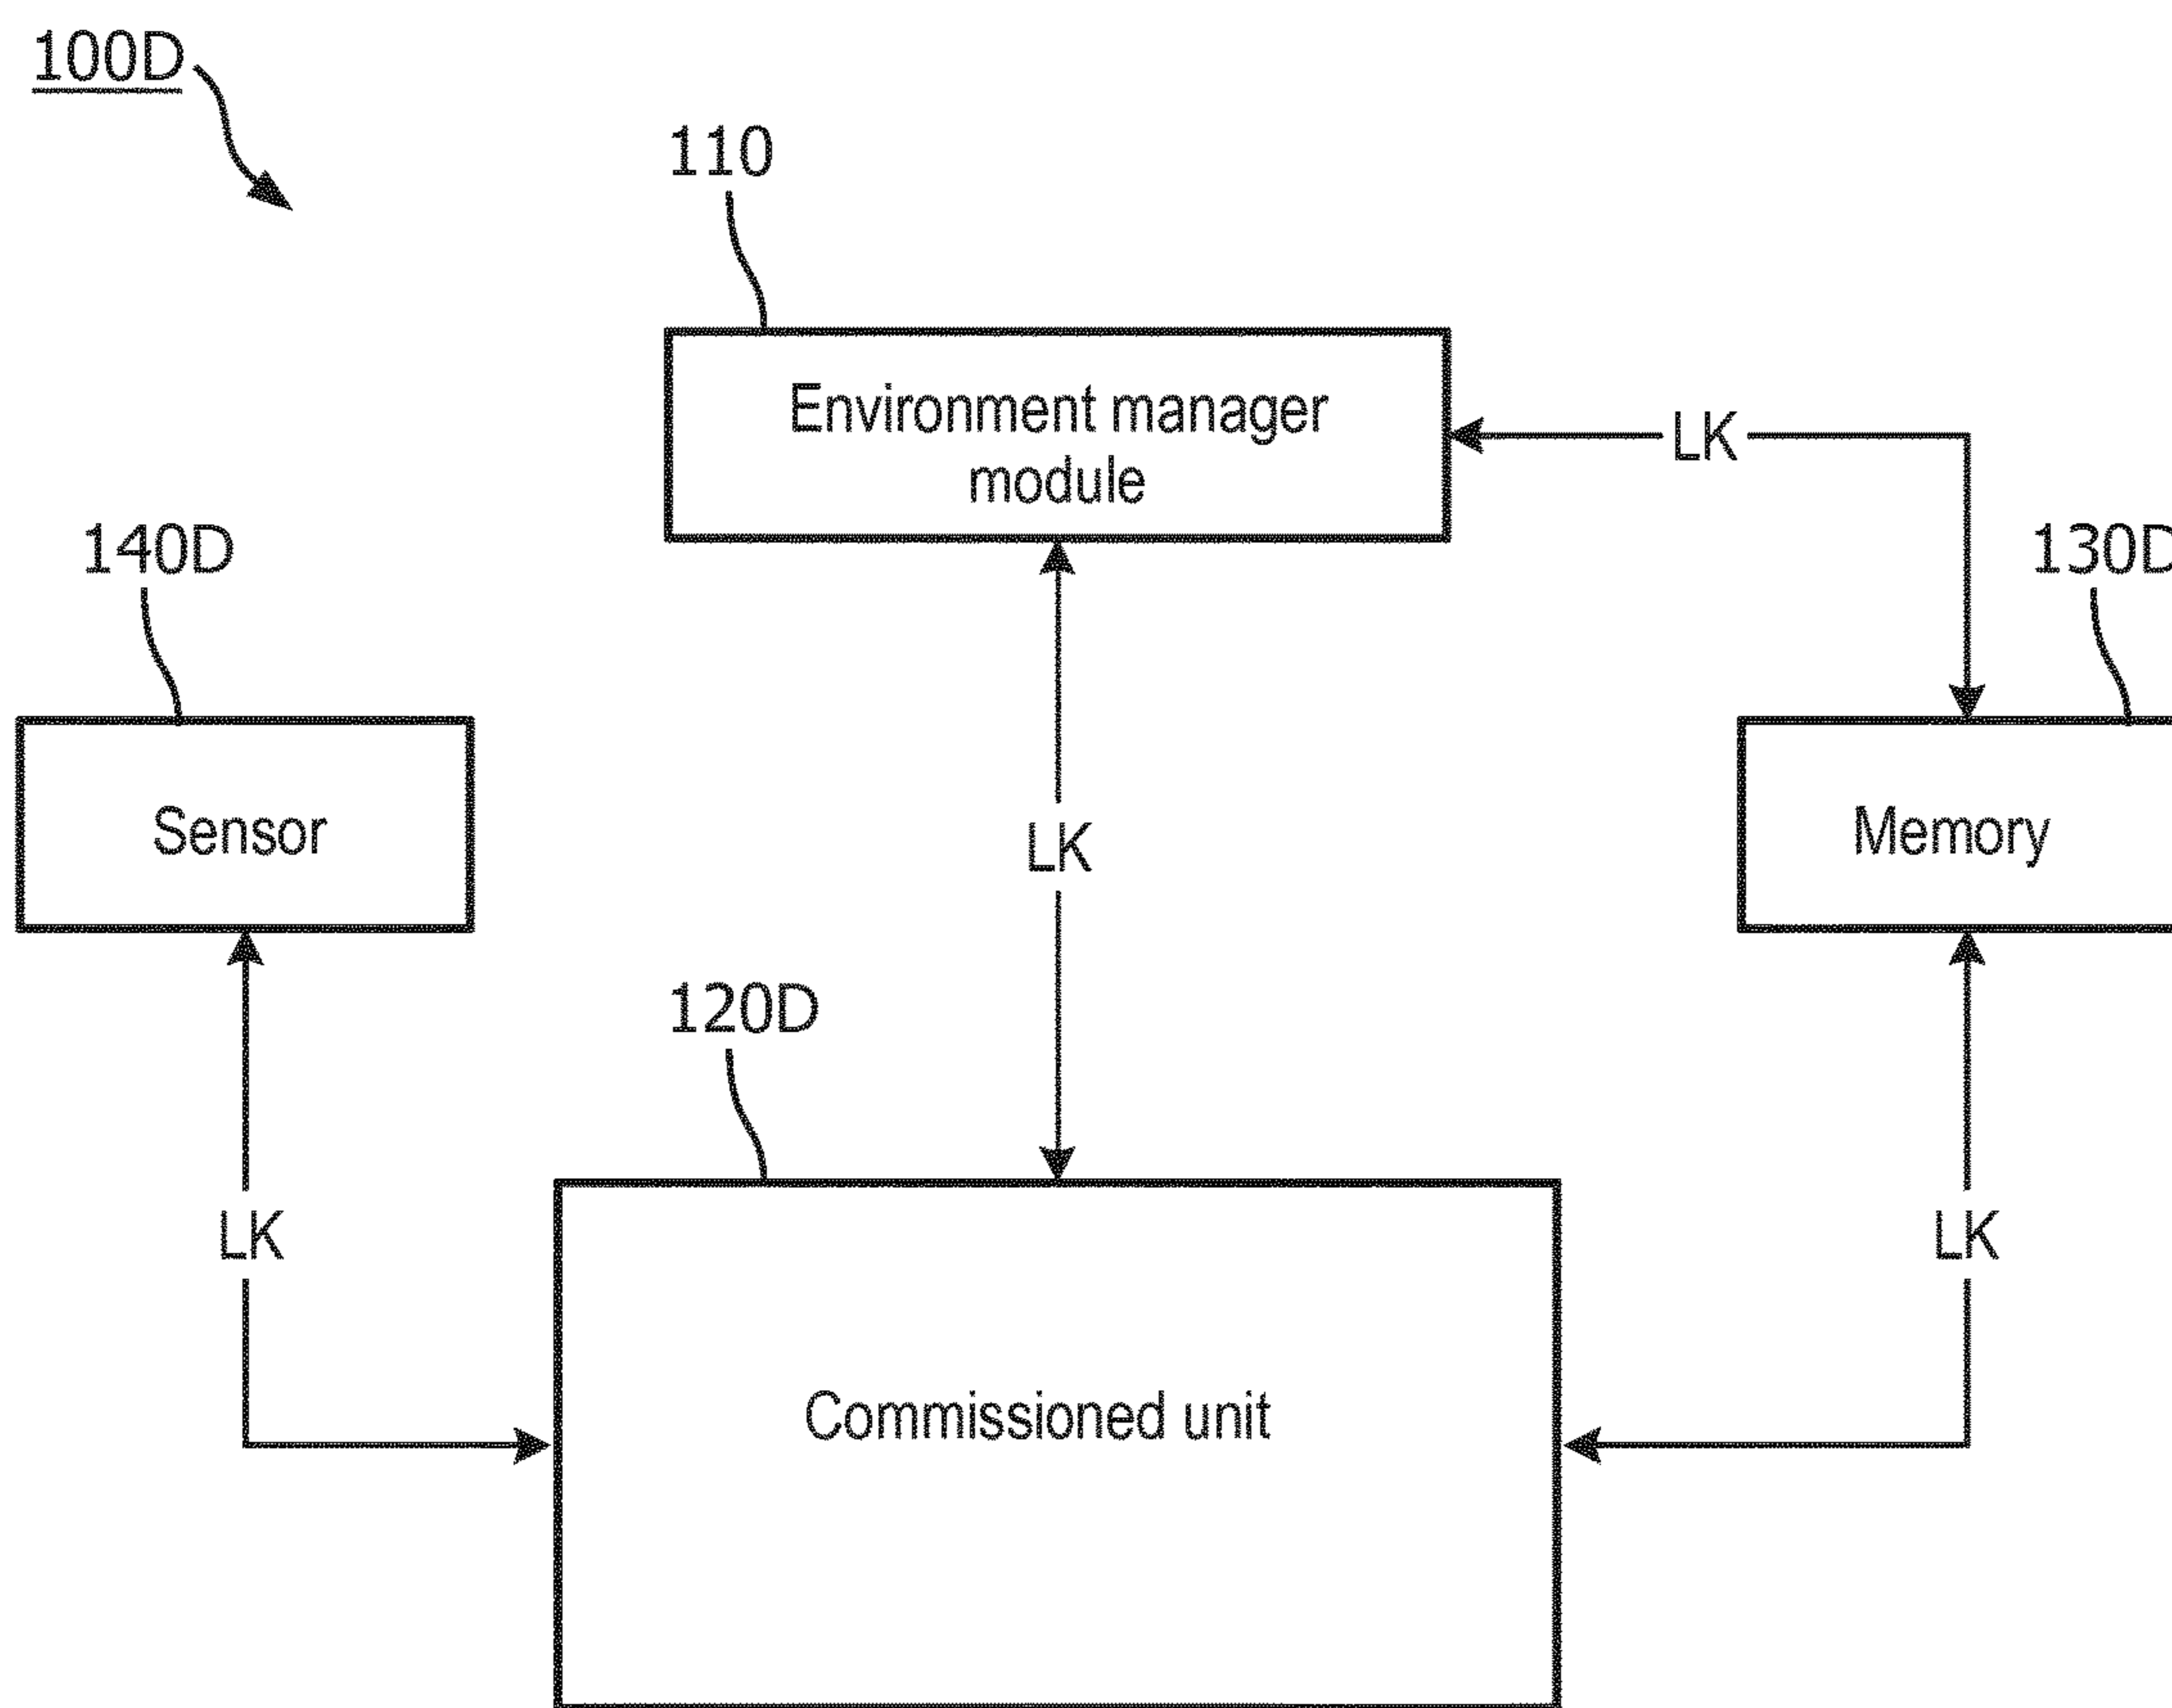 100D
110
Environment manager
module
LK
140D
130D
Sensor
LK
Memory
120D
LK
LK
Commissioned unit